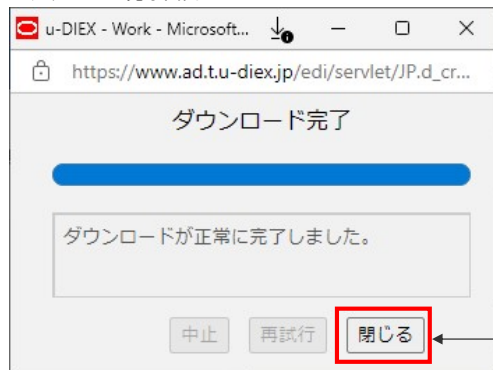 u-DIEX - Work - Microsoft...
https://www.ad.t.u-diex.jp/edi/servlet/JP.d_cr...
ダウンロード完了
ダウンロードが正常に完了しました。
中止 再試行 閉じる